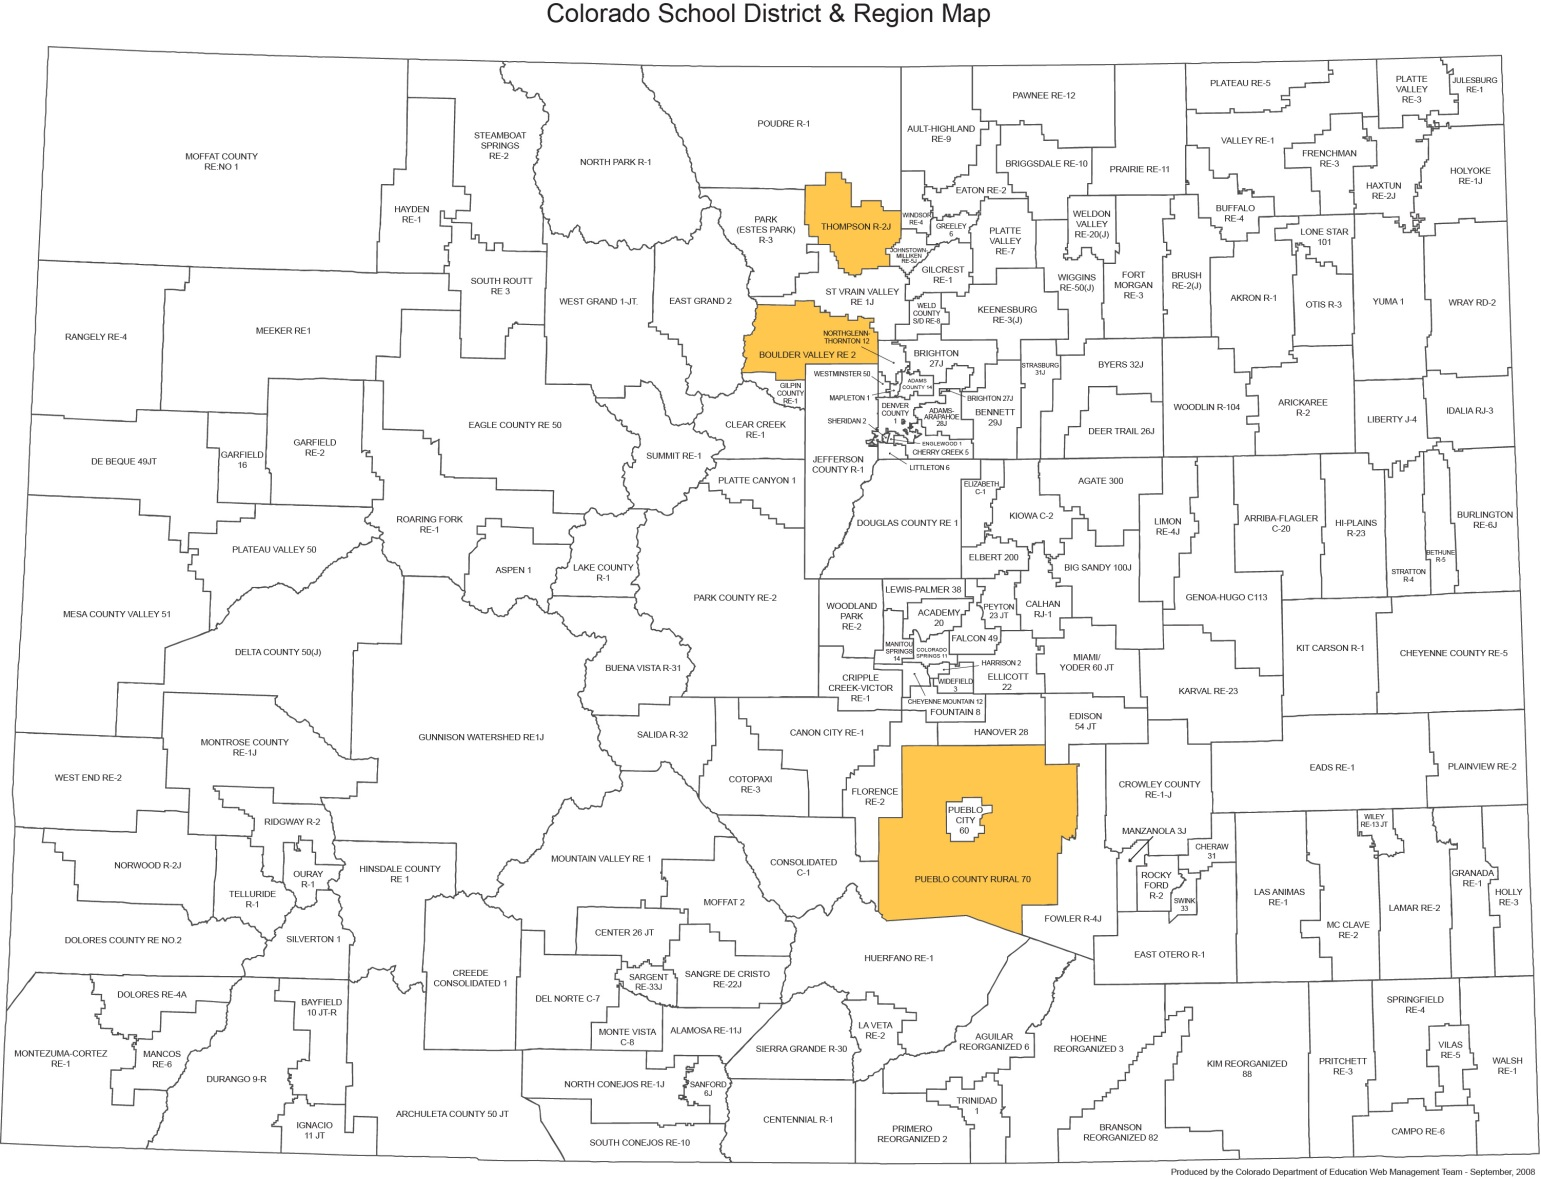 Colorado School District & Region Map
MOFFAT COUNTY
RE:NO 1
HAYDEN
RE-1
STEAMBOAT
SPRINGS
RE-2
NORTH PARK R-1
POUDRE R-1
AULT-HIGHLAND
RE-9
PAWNEE RE-12
BRIGGSDALE RE-10
PRAIRIE RE-11
PLATEAU RE-5
VALLEY RE-1
FRENCHMAN
RE-3
PLATTE
VALLEY
RE-3
JULESBURG
RE-1
HAXTUN
RE-2J
HOLYOKE
RE-1J
BUFFALO
RE-4
LONE STAR
101
EATON RE-2
PARK
(ESTES PARK)
R-3
THOMPSON R-2J
WINDSOR
RE-4
GREELEY
6
PLATTE
VALLEY
RE-7
WELDON
VALLEY
RE-20(J)
JOHNSTOWN-
MILLIKEN
RE-5J
GILCREST
RE-1
WIGGINS
RE-50(J)
FORT
MORGAN
RE-3
BRUSH
RE-2(J)
AKRON R-1
OTIS R-3
YUMA 1
WRAY RD-2
RANGELY RE-4
MEEKER RE1
SOUTH ROUTT
RE 3
WEST GRAND 1-JT.
EAST GRAND 2
ST VRAIN VALLEY
RE 1J
WELD
COUNTY
S/D RE-8
KEENESBURG
RE-3(J)
NORTHGLENN-
THORNTON 12
BOULDER VALLEY RE 2
BRIGHTON
27J
STRASBURG
31J
BYERS 32J
WESTMINSTER 50
ADAMS
COUNTY 14
GILPIN
COUNTY
RE-1
MAPLETON 1
BRIGHTON 27J
DENVER
COUNTY
1
ADAMS-
ARAPAHOE
28J
BENNETT
29J
WOODLIN R-104
ARICKAREE
R-2
LIBERTY J-4
IDALIA RJ-3
SHERIDAN 2
DEER TRAIL 26J
ENGLEWOOD 1
CHERRY CREEK 5
LITTLETON 6
CLEAR CREEK
RE-1
JEFFERSON
COUNTY R-1
EAGLE COUNTY RE 50
SUMMIT RE-1
PLATTE CANYON 1
DE BEQUE 49JT
GARFIELD
16
GARFIELD
RE-2
ROARING FORK
RE-1
PLATEAU VALLEY 50
ASPEN 1
LAKE COUNTY
R-1
PARK COUNTY RE-2
DOUGLAS COUNTY RE 1
ELIZABETH
C-1
KIOWA C-2
AGATE 300
LIMON
RE-4J
ARRIBA-FLAGLER
C-20
HI-PLAINS
R-23
STRATTON
R-4
BETHUNE
R-5
BURLINGTON
RE-6J
ELBERT 200
BIG SANDY 100J
GENOA-HUGO C113
MESA COUNTY VALLEY 51
DELTA COUNTY 50(J)
BUENA VISTA R-31
WOODLAND
PARK
RE-2
LEWIS-PALMER 38
ACADEMY
20
PEYTON
23 JT
CALHAN
RJ-1
FALCON 49
MANITOU
SPRINGS
14
COLORADO
SPRINGS 11
HARRISON 2
WIDEFIELD
3
ELLICOTT
22
MIAMI/
YODER 60 JT
KIT CARSON R-1
CHEYENNE COUNTY RE-5
KARVAL RE-23
CRIPPLE
CREEK-VICTOR
RE-1
CHEYENNE MOUNTAIN 12
FOUNTAIN 8
HANOVER 28
EDISON
54 JT
GUNNISON WATERSHED RE1J
SALIDA R-32
CANON CITY RE-1
COTOPAXI
RE-3
FLORENCE
RE-2
MONTROSE COUNTY
RE-1J
WEST END RE-2
CROWLEY COUNTY
RE-1-J
EADS RE-1
PLAINVIEW RE-2
PUEBLO
CITY
60
PUEBLO COUNTY RURAL 70
MANZANOLA 3J
CHERAW
31
WILEY
RE-13 JT
ROCKY
FORD
R-2
SWINK
33
FOWLER R-4J
EAST OTERO R-1
LAS ANIMAS
RE-1
MC CLAVE
RE-2
LAMAR RE-2
GRANADA
RE-1
HOLLY
RE-3
RIDGWAY R-2
NORWOOD R-2J
OURAY
R-1
TELLURIDE
R-1
HINSDALE COUNTY
RE 1
MOUNTAIN VALLEY RE 1
CONSOLIDATED
C-1
MOFFAT 2
CENTER 26 JT
DOLORES COUNTY RE NO.2
SILVERTON 1
CREEDE
CONSOLIDATED 1
DEL NORTE C-7
SARGENT
RE-33J
SANGRE DE CRISTO
RE-22J
HUERFANO RE-1
DOLORES RE-4A
BAYFIELD
10 JT-R
MONTE VISTA
C-8
ALAMOSA RE-11J
LA VETA
RE-2
SIERRA GRANDE R-30
AGUILAR
REORGANIZED 6
HOEHNE
REORGANIZED 3
KIM REORGANIZED
88
PRITCHETT
RE-3
SPRINGFIELD
RE-4
VILAS
RE-5
WALSH
RE-1
MONTEZUMA-CORTEZ
RE-1
MANCOS
RE-6
DURANGO 9-R
IGNACIO
11 JT
ARCHULETA COUNTY 50 JT
NORTH CONEJOS RE-1J
SANFORD
6J
SOUTH CONEJOS RE-10
CENTENNIAL R-1
PRIMERO
REORGANIZED 2
TRINIDAD
1
BRANSON
REORGANIZED 82
CAMPO RE-6
Produced by the Colorado Department of Education Web Management Team - September, 2008